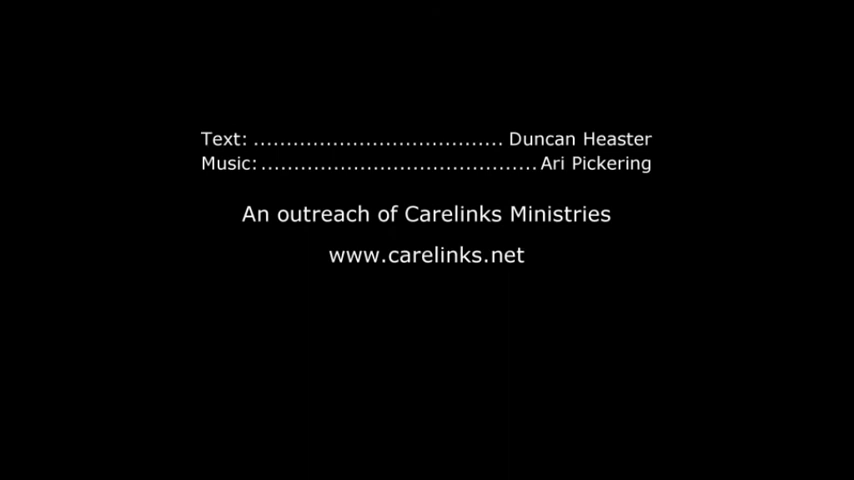 Text: ...................................... Duncan Heaster
Music:.......................................... Ari Pickering
An outreach of Carelinks Ministries
www.carelinks.net